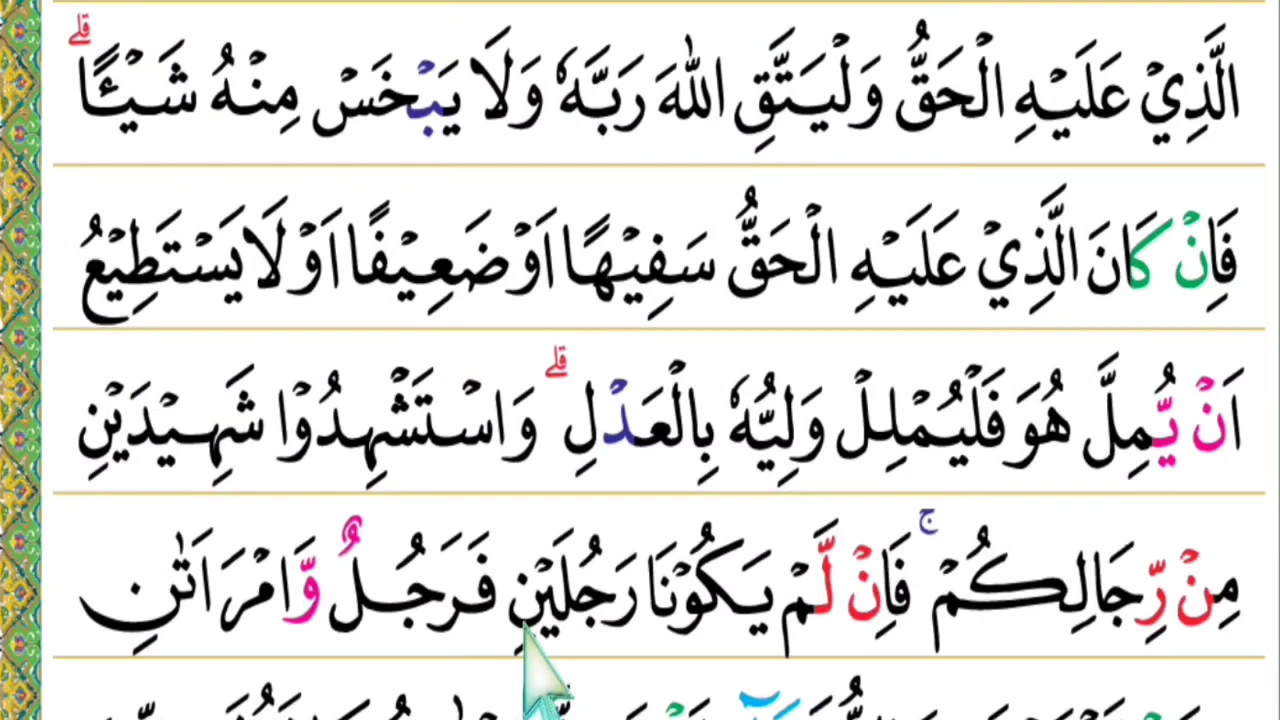 الَّذِيْ عَلَيْهِ الْحَقُّ وَلْيَتَّقِ اللّٰهَ رَبَّهٗ وَلَا يَبْخَسْ مِنْهُ شَيْـًٔا ۗ
فَاِنْ كَانَ الَّذِيْ عَلَيْهِ الْحَقُّ سَفِيْهًا اَوْ ضَعِيْفًا اَوْ لَا يَسْتَطِيْعُ
اَنْ يُّمِلَّ هُوَ فَلْيُمْلِلْ وَلِيُّهٗ بِالْعَدْلِ ۗ وَاسْتَشْهِدُوْا شَهِيْدَيْنِ
مِنْ رِّجَالِكُمْ ۚ فَاِنْ لَّمْ يَكُوْنَا رَجُلَيْنِ فَرَجُلٌ وَّامْرَاَتٰنِ